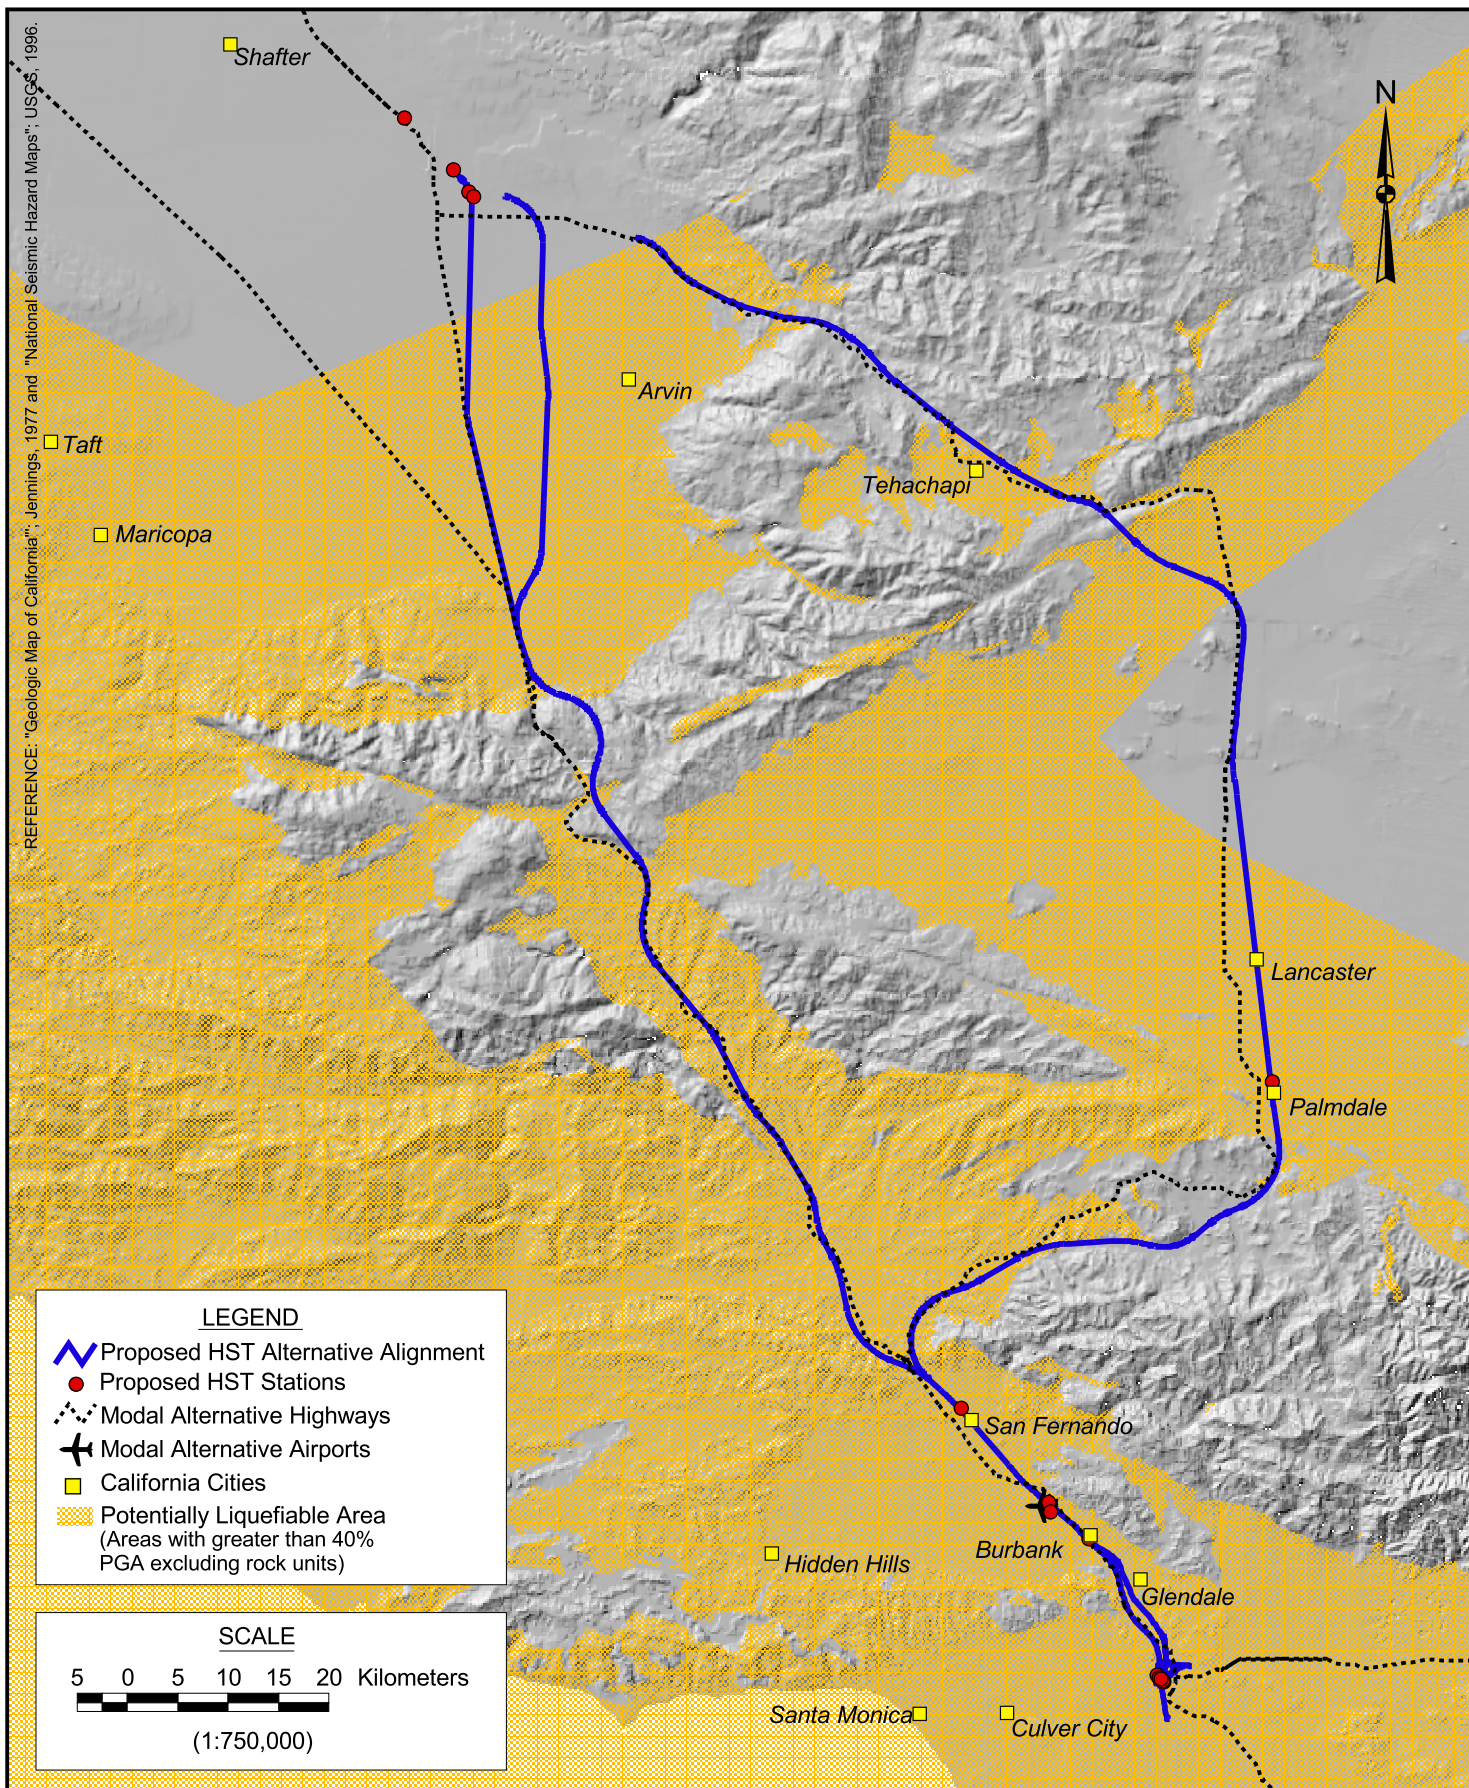 REFERENCE: "Geologic Map of California"; Jennings, 1977 and "National Seismic Hazard Maps"; USGS, 1996.
Shafter
N
Arvin
Taft
Tehachapi
Maricopa
Lancaster
Palmdale
San Fernando
Burbank
Hidden Hills
Glendale
Santa Monica
Culver City
LEGEND
Proposed HST Alternative Alignment
Proposed HST Stations
Modal Alternative Highways
Modal Alternative Airports
California Cities
Potentially Liquefiable Area
(Areas with greater than 40%
PGA excluding rock units)
SCALE
5 0 5 10 15 20 Kilometers
(1:750,000)